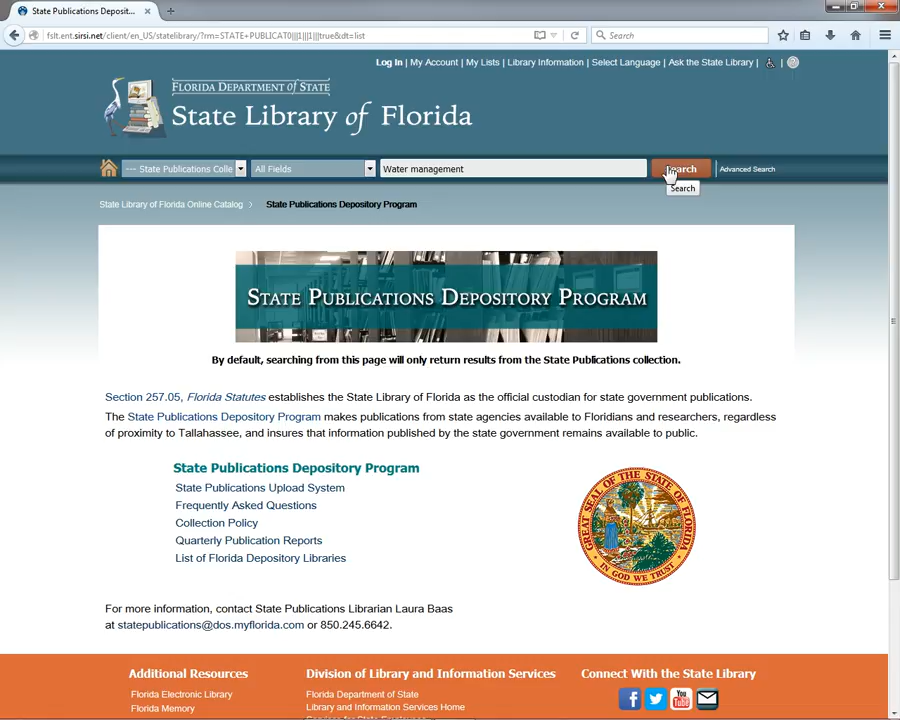 State Publications Deposit...
fslt.ent.sirsi.net/client/en_US/statelibrary/?rm=STATE+PUBLICAT0|||1|||1|||true&dt=list
Search
Log In | My Account | My Lists | Library Information | Select Language | Ask the State Library |
FLORIDA DEPARTMENT OF STATE
State Library of Florida
--- State Publications Colle
All Fields
Water management
Search
Advanced Search
Search
State Library of Florida Online Catalog
State Publications Depository Program
STATE PUBLICATIONS DEPOSITORY PROGRAM
By default, searching from this page will only return results from the State Publications collection.
Section 257.05, Florida Statutes establishes the State Library of Florida as the official custodian for state government publications.
The State Publications Depository Program makes publications from state agencies available to Floridians and researchers, regardless
of proximity to Tallahassee, and insures that information published by the state government remains available to public.
State Publications Depository Program
State Publications Upload System
Frequently Asked Questions
Collection Policy
Quarterly Publication Reports
List of Florida Depository Libraries
GREAT SEAL OF THE STATE OF FLORIDA
IN GOD WE TRUST
For more information, contact State Publications Librarian Laura Baas
at statepublications@dos.myflorida.com or 850.245.6642.
Additional Resources
Florida Electronic Library
Florida Memory
Division of Library and Information Services
Florida Department of State
Library and Information Services Home
Services for State Employees
Connect With the State Library
You Tube